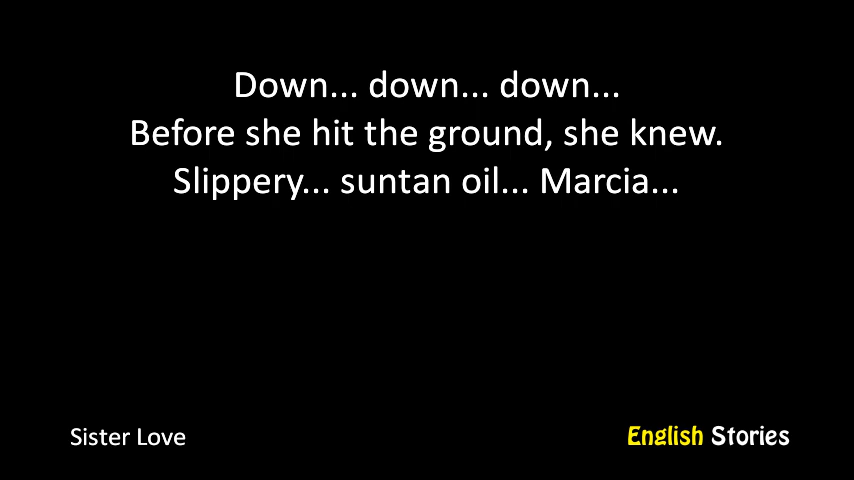 Down... down... down...
Before she hit the ground, she knew.
Slippery... suntan oil... Marcia...
Sister Love
English Stories